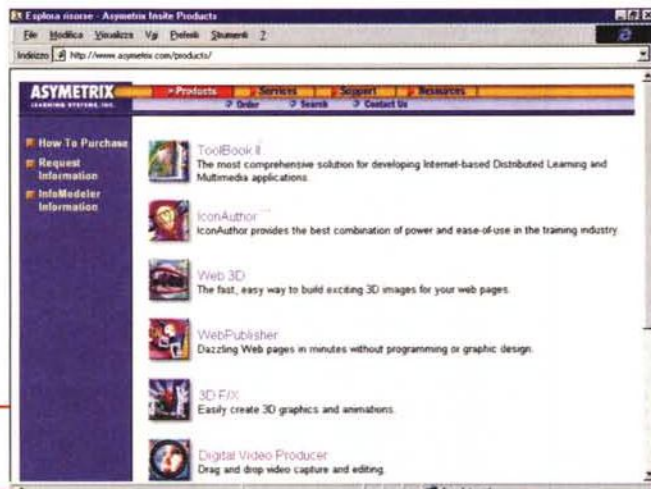 Esplora risorse - Asymetrix Insite Products
File Modifica Visualizza Vai Preferiti Strumenti ?
Indirizzo http://www.asymetrix.com/products/
ASYMETRIX
LEARNING SYSTEMS, INC.
Products Services Support Resources
Order Search Contact Us
How To Purchase
Request
Information
InfoModeler
Information
ToolBook II
The most comprehensive solution for developing Internet-based Distributed Learning and
Multimedia applications.
IconAuthor
IconAuthor provides the best combination of power and ease-of-use in the training industry.
Web 3D
The fast, easy way to build exciting 3D images for your web pages.
WebPublisher
Dazzling Web pages in minutes without programming or graphic design.
3D F/X
Easily create 3D graphics and animations.
Digital Video Producer
Drag and drop video capture and editing.